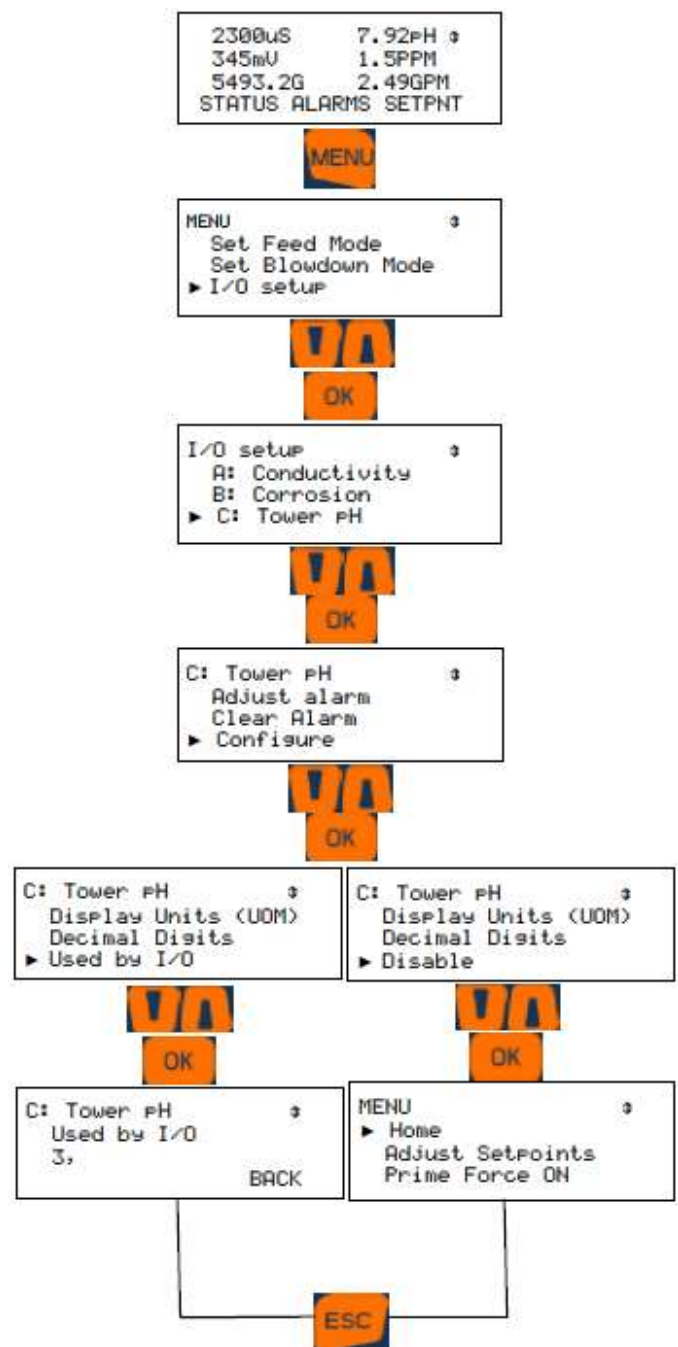 2300uS 7.92pH
345mV 1.5PPM
5493.2G 2.49GPM
STATUS ALARMS SETPNT
MENU
MENU
Set Feed Mode
Set Blowdown Mode
► I/O setup
OK
I/O setup
A: Conductivity
B: Corrosion
► C: Tower pH
OK
C: Tower pH
Adjust alarm
Clear Alarm
► Configure
OK
C: Tower pH
Display Units (UOM)
Decimal Digits
► Used by I/O
OK
C: Tower pH
Used by I/O
3,
BACK
C: Tower pH
Display Units (UOM)
Decimal Digits
► Disable
OK
MENU
► Home
Adjust Setpoints
Prime Force ON
ESC